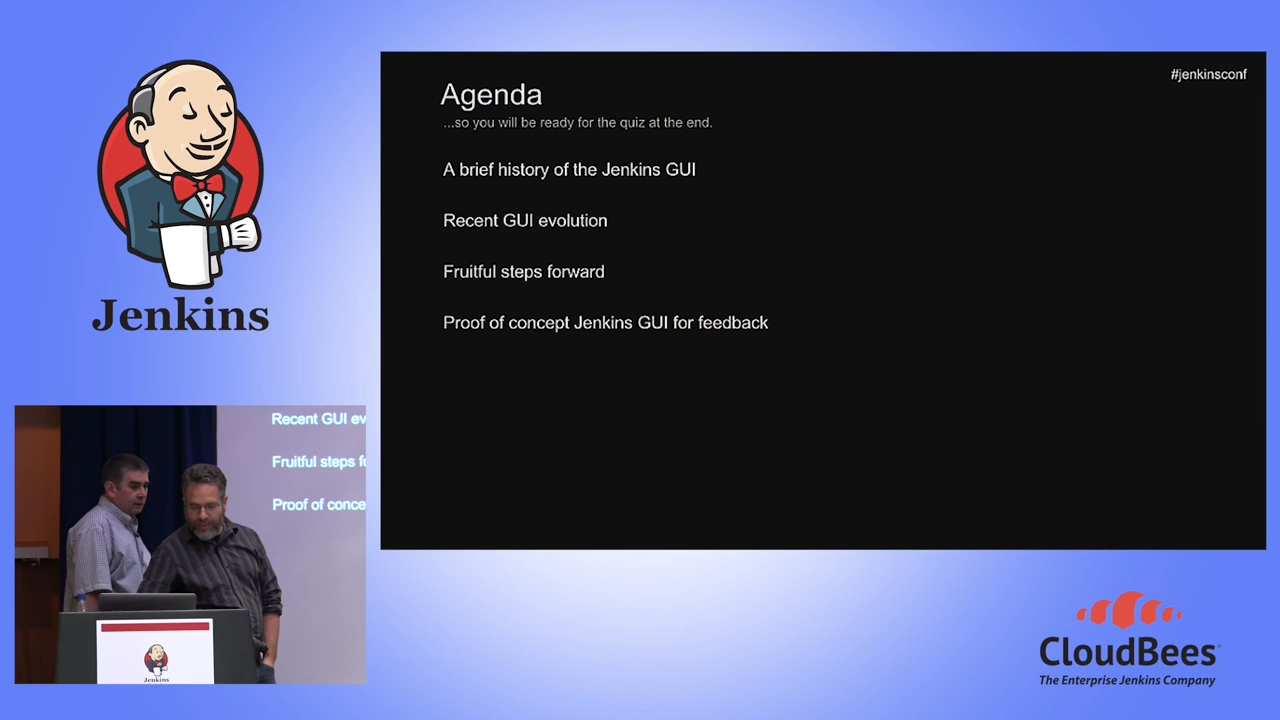 Jenkins
#jenkinsconf
Agenda
...so you will be ready for the quiz at the end.
A brief history of the Jenkins GUI
Recent GUI evolution
Fruitful steps forward
Proof of concept Jenkins GUI for feedback
Recent GUI ev
Fruitful steps f
Proof of conce
Jenkins
CloudBees
The Enterprise Jenkins Company